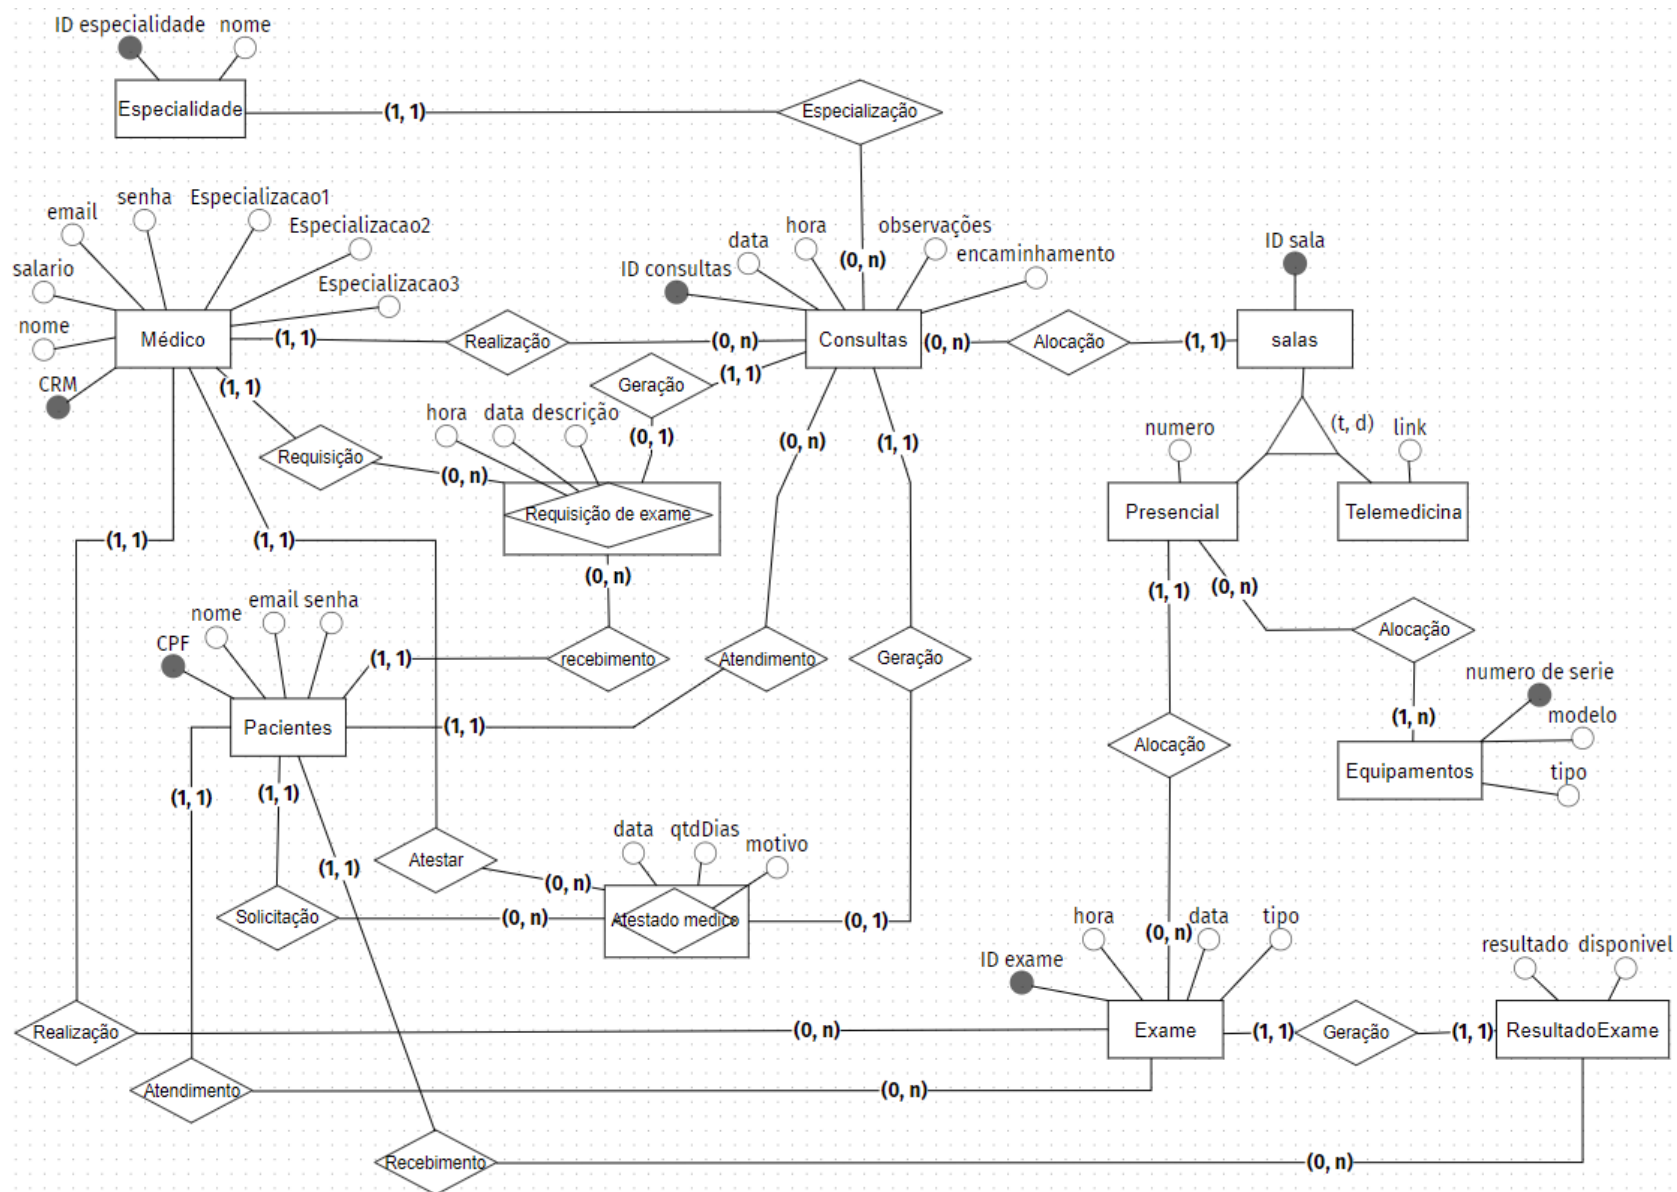 ID especialidade nome
Especialidade
(1, 1)
Especialização
senha Especializacao1
email
Especializacao2
salario
Especializacao3
nome
CRM
Médico
(1, 1)
Realização
(0, n)
hora observações
data
(0, n)
encaminhamento
ID consultas
Consultas
(0, n)
Alocação
(1, 1)
ID sala
salas
(1, 1)
Geração
(1, 1)
hora data descrição
(0, 1)
(0, n)
(1, 1)
numero
(t, d)
link
Requisição
(0, n)
Requisição de exame
Presencial
Telemedicina
(1, 1)
(1, 1)
(0, n)
(1, 1)
(0, n)
nome email senha
CPF
(1, 1)
recebimento
Atendimento
Geração
Alocação
numero de serie
modelo
tipo
(1, n)
Equipamentos
Pacientes
(1, 1)
Alocação
(1, 1)
(1, 1)
(1, 1)
data qtdDias
motivo
Atestar
(0, n)
Solicitação
(0, n)
Atestado medico
(0, 1)
hora
(0, n)
data
tipo
ID exame
resultado disponivel
Realização
(0, n)
Exame
(1, 1)
Geração
(1, 1)
ResultadoExame
Atendimento
(0, n)
Recebimento
(0, n)